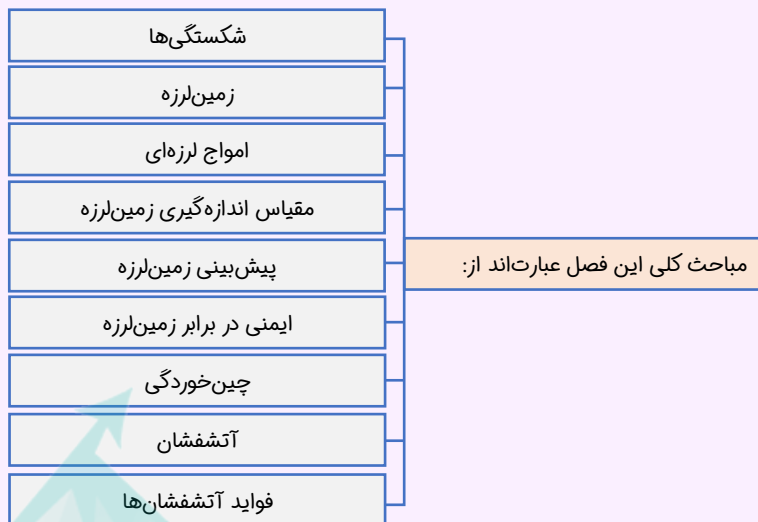 مباحث کلی این فصل عبارت‌اند از:
شکستگی‌ها
زمین‌لرزه
امواج لرزه‌ای
مقیاس اندازه‌گیری زمین‌لرزه
پیش‌بینی زمین‌لرزه
ایمنی در برابر زمین‌لرزه
چین‌خوردگی
آتشفشان
فواید آتشفشان‌ها